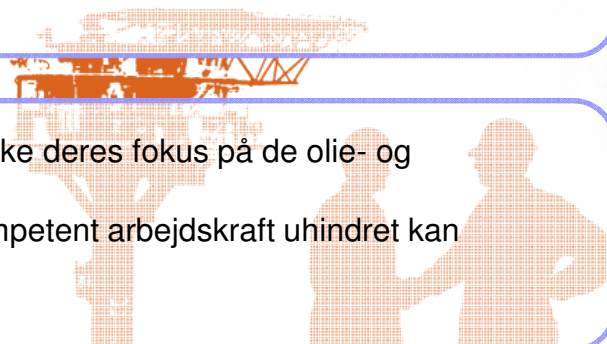 ke deres fokus på de olie- og
mpetent arbejdskraft uhindret kan